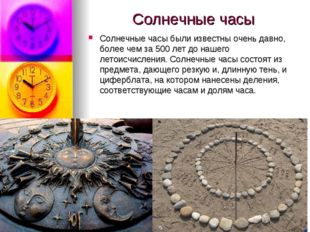 Солнечные часы
Солнечные часы были известны очень давно,
более чем за 500 лет до нашего
летоисчисления. Солнечные часы состоят из
предмета, дающего резкую и, длинную тень, и
циферблата, на котором нанесены деления,
соответствующие часам и долям часа.